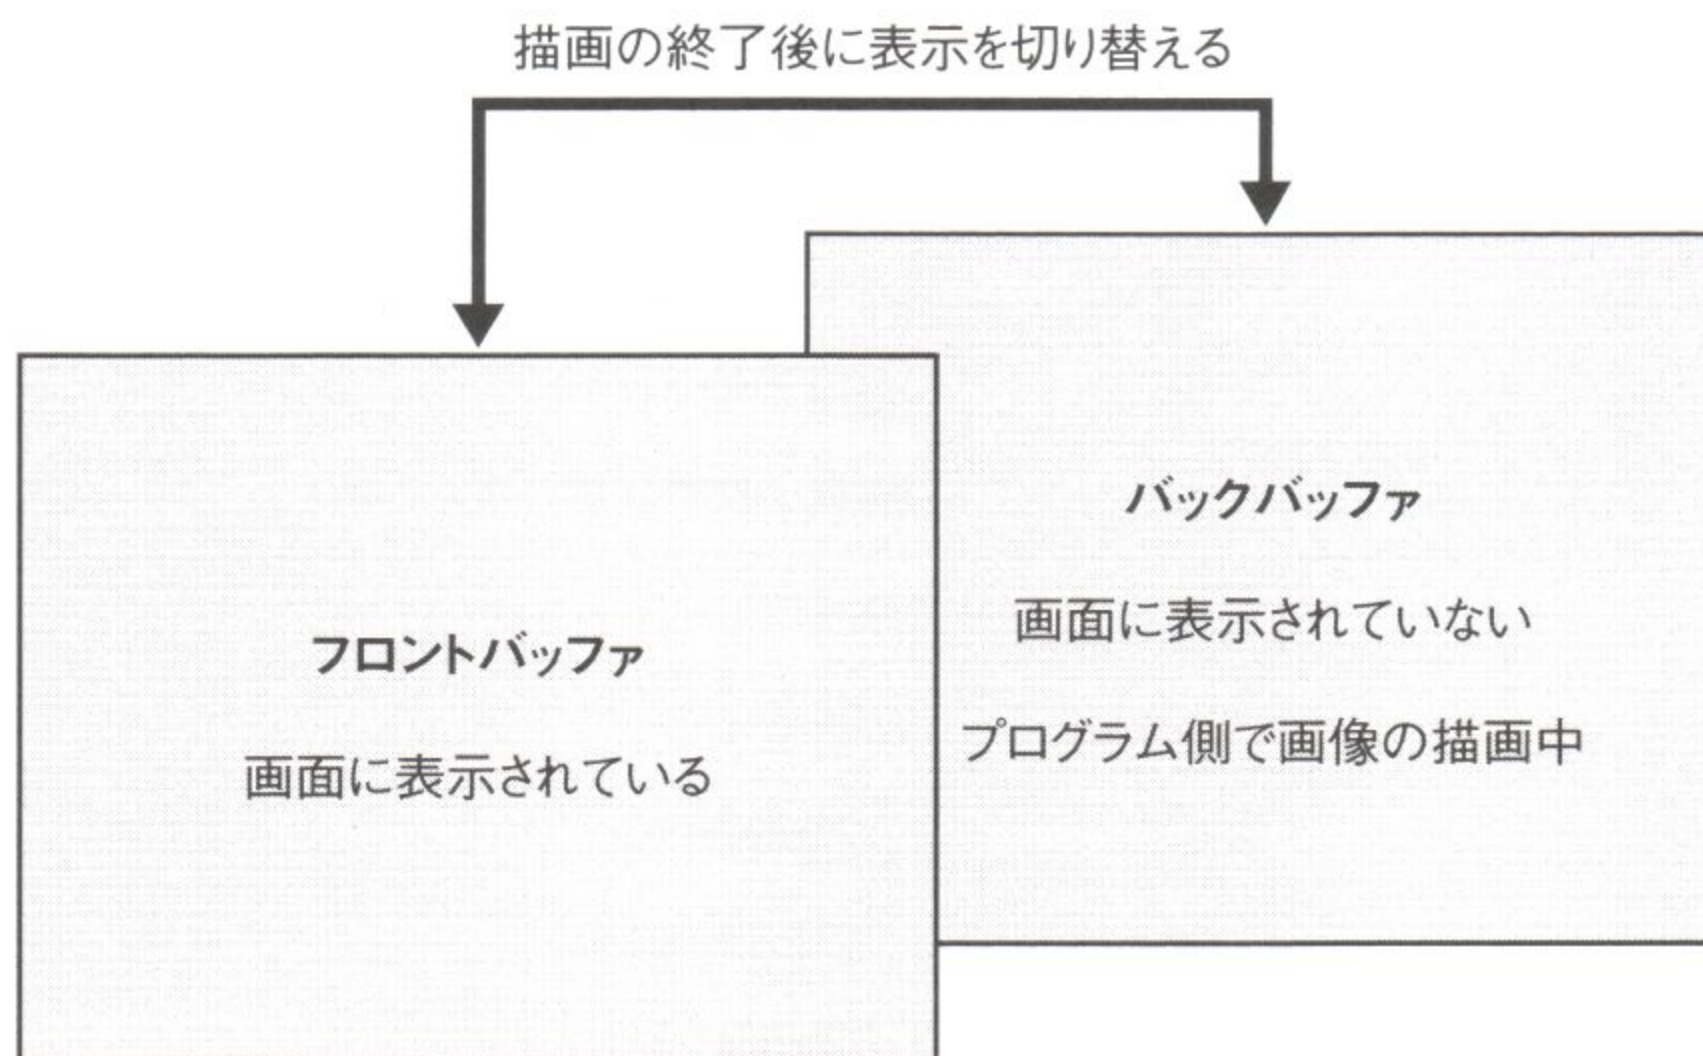 描画の終了後に表示を切り替える
バックバッファ
画面に表示されていない
プログラム側で画像の描画中
フロントバッファ
画面に表示されている